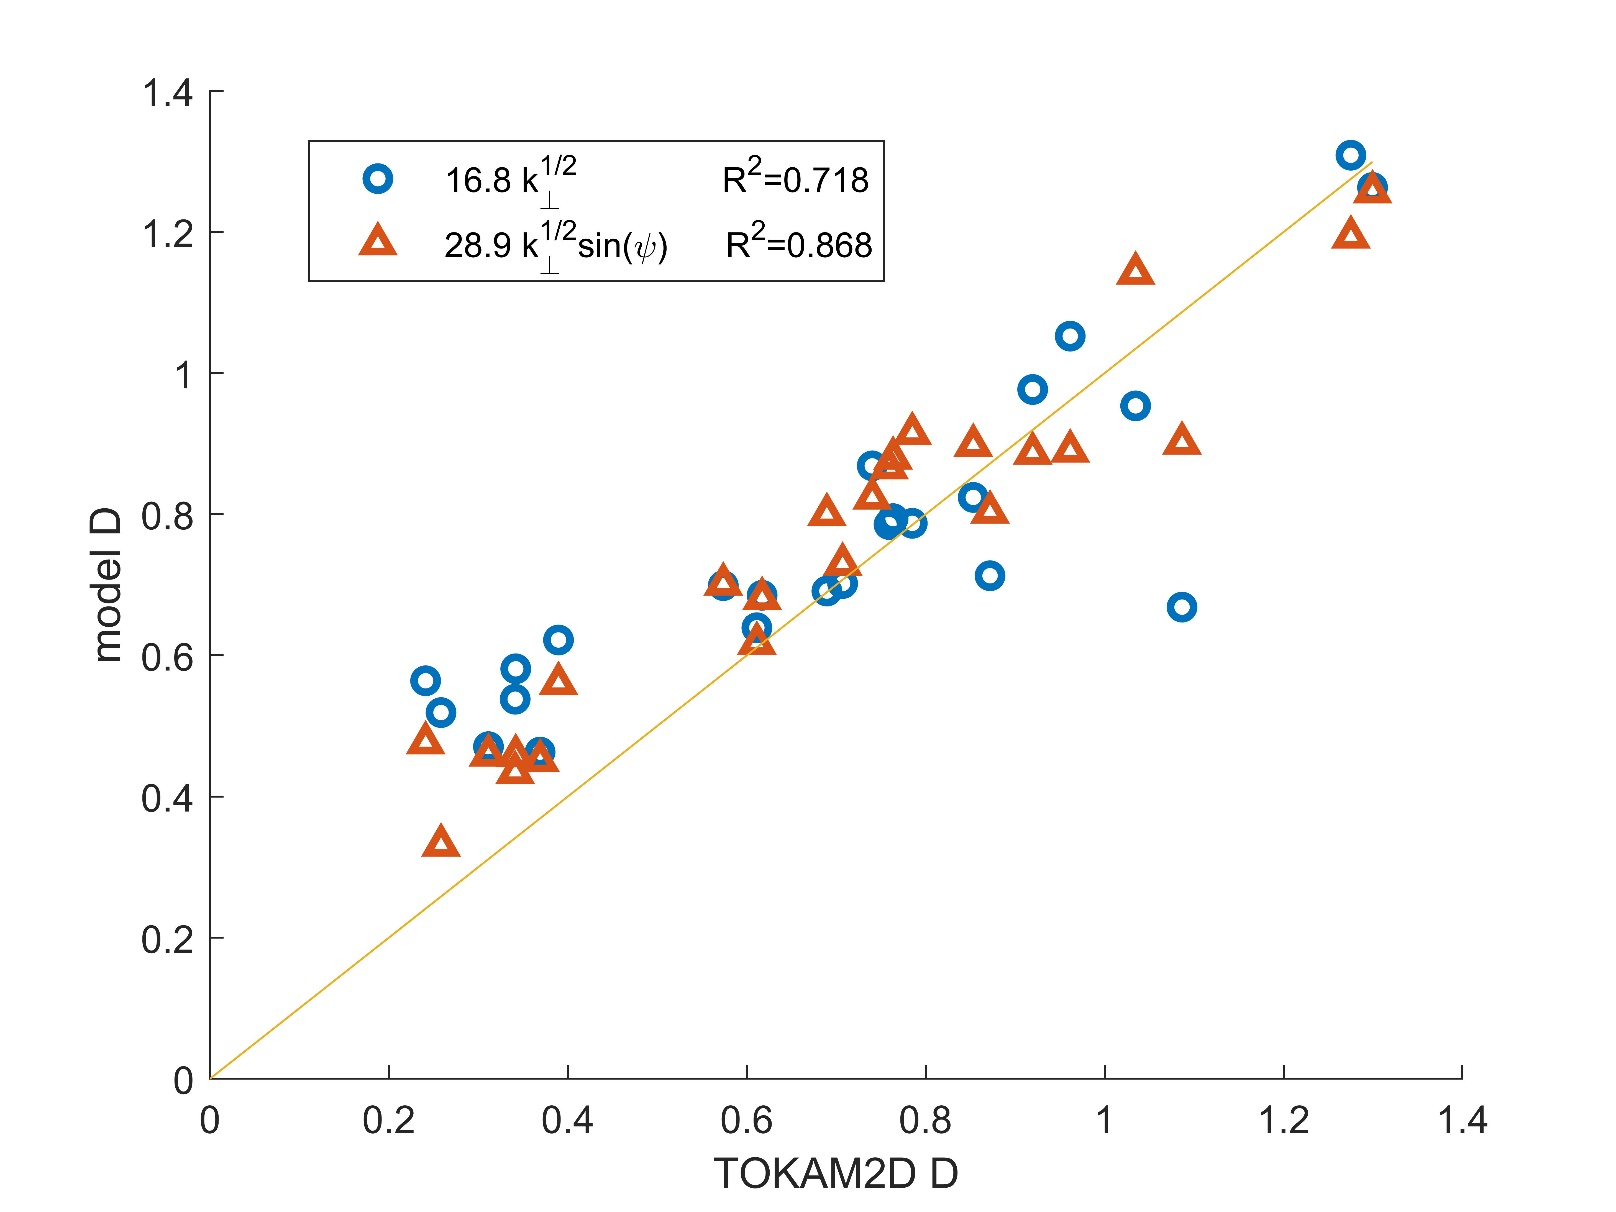 1.4
1.2
1
0.8
0.6
0.4
0.2
0
model D
16.8 k⊥^1/2 R^2=0.718
28.9 k⊥^1/2 sin(ψ) R^2=0.868
0 0.2 0.4 0.6 0.8 1 1.2 1.4
TOKAM2D D